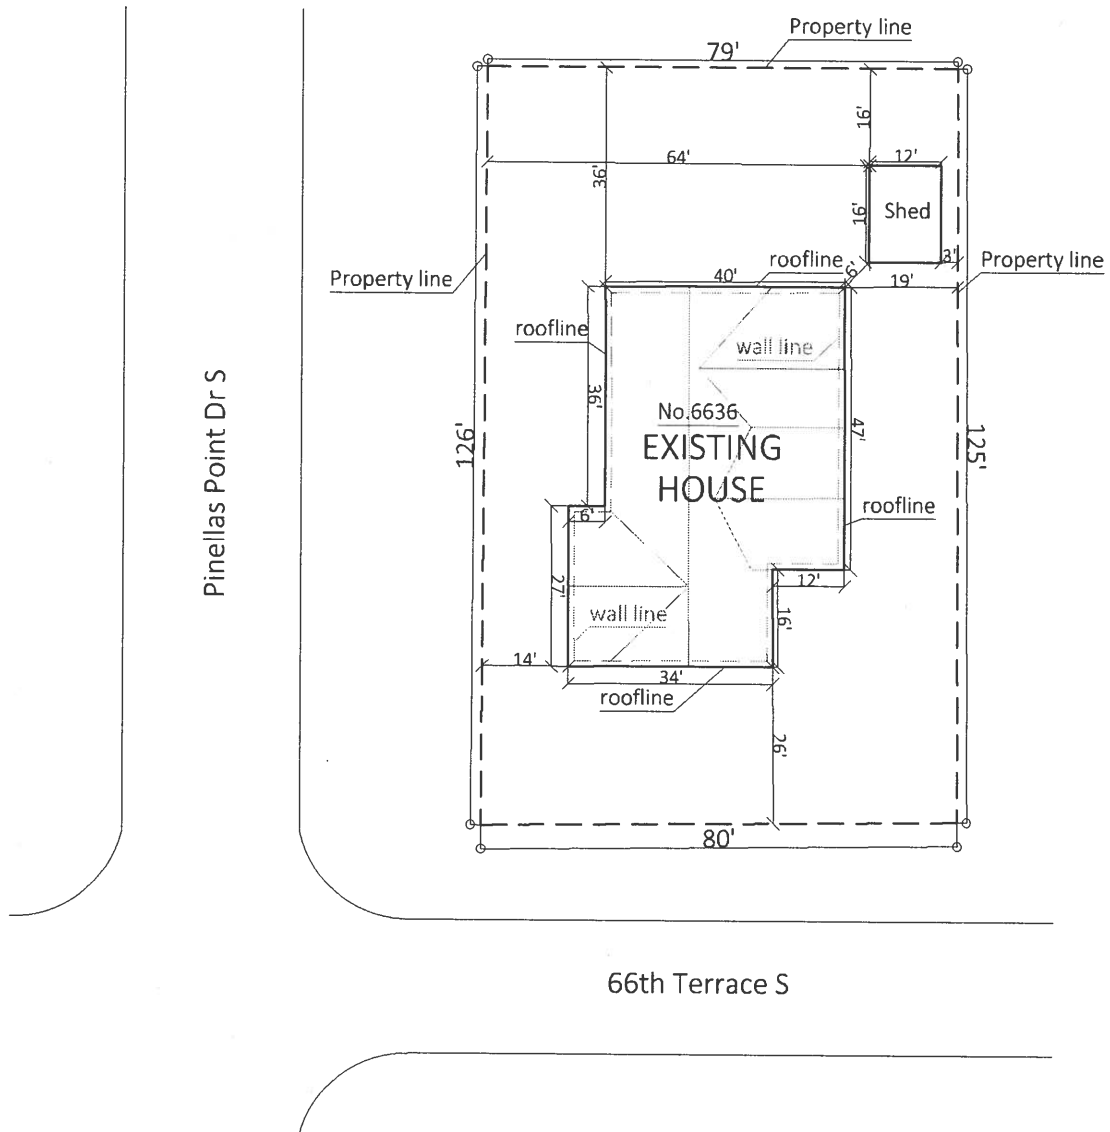 Property line
79'
16'
64'
12'
36'
16'
Shed
3'
Property line
roofline
6'
Property line
40'
19'
roofline
wall line
36'
No.6636
EXISTING
HOUSE
47'
126'
125'
Pinellas Point Dr S
roofline
6'
27'
12'
wall line
16'
14'
34'
roofline
26'
80'
66th Terrace S